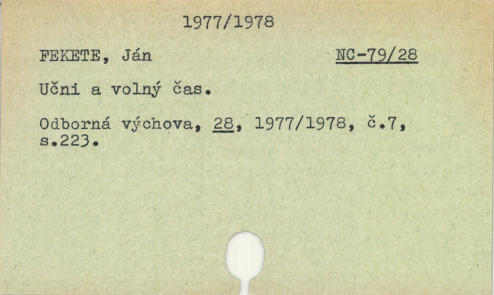 1977/1978
FEKETE, Ján NC-79/28
Učni a volný čas.
Odborná výchova, 28, 1977/1978, č.7,
s.223.